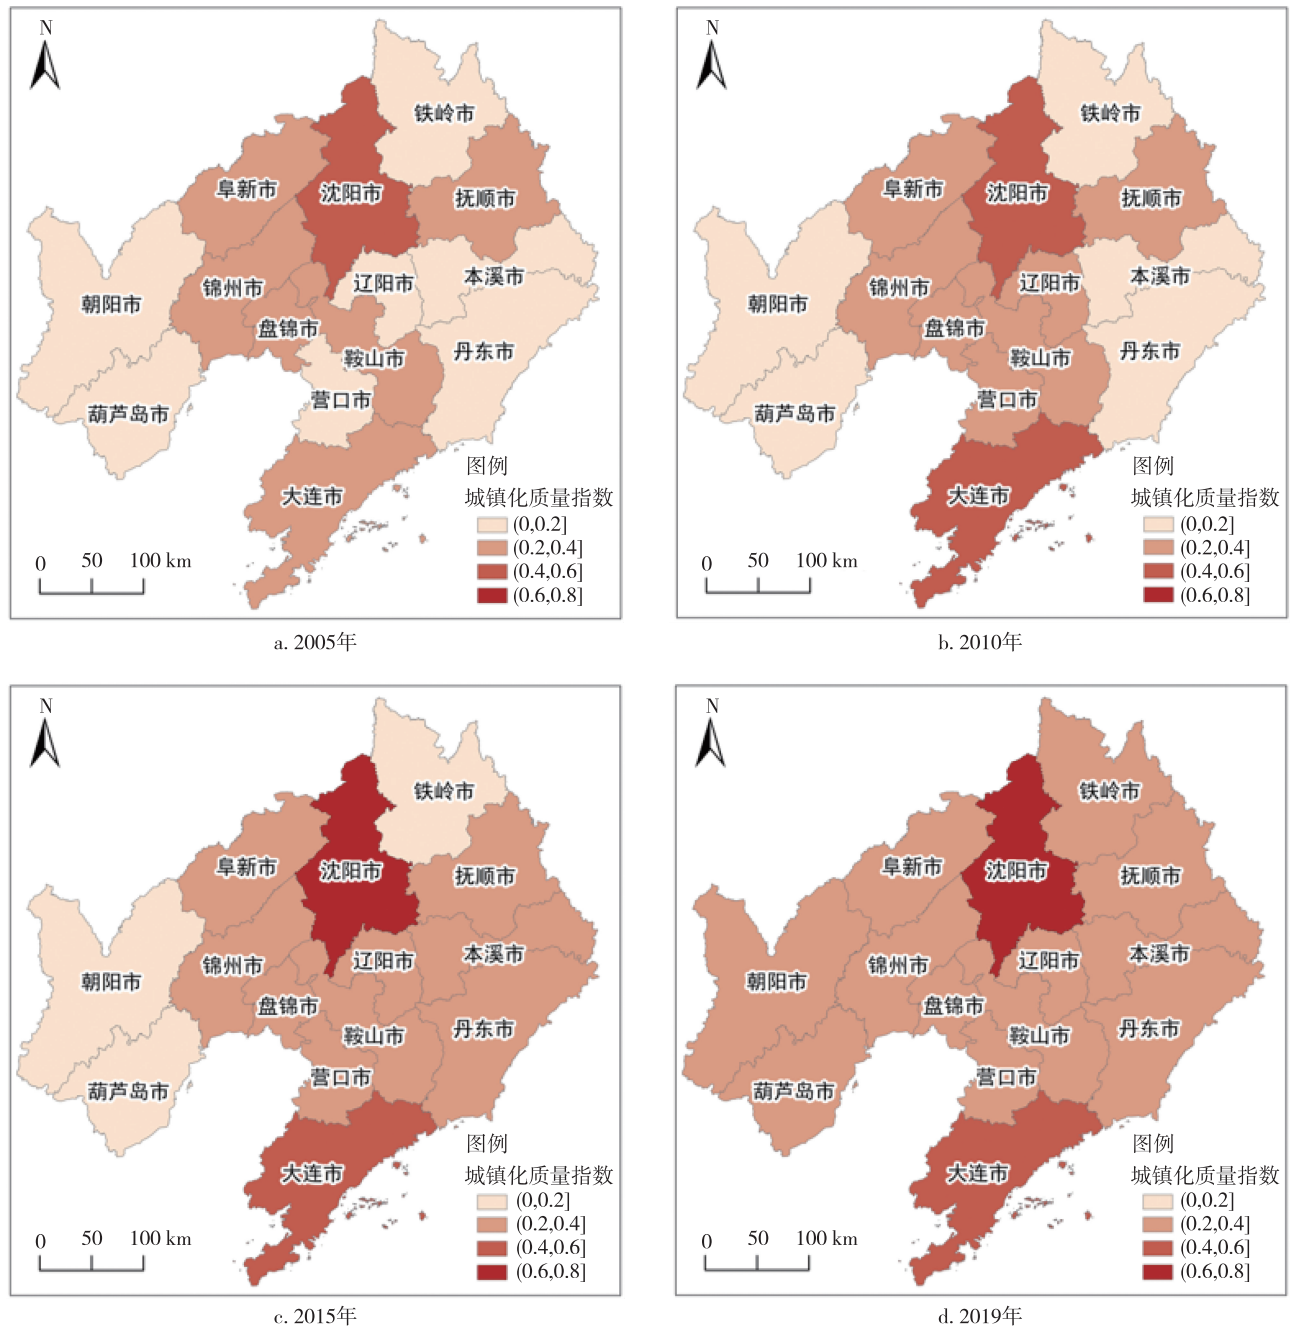 N
铁岭市
阜新市
沈阳市
抚顺市
朝阳市
锦州市
辽阳市
本溪市
盘锦市
鞍山市
丹东市
葫芦岛市
营口市
大连市
图例
城镇化质量指数
(0,0.2]
(0.2,0.4]
(0.4,0.6]
(0.6,0.8]
0 50 100 km
a. 2005年
N
铁岭市
阜新市
沈阳市
抚顺市
朝阳市
锦州市
辽阳市
本溪市
盘锦市
鞍山市
丹东市
葫芦岛市
营口市
大连市
图例
城镇化质量指数
(0,0.2]
(0.2,0.4]
(0.4,0.6]
(0.6,0.8]
0 50 100 km
b. 2010年
N
铁岭市
阜新市
沈阳市
抚顺市
朝阳市
锦州市
辽阳市
本溪市
盘锦市
鞍山市
丹东市
葫芦岛市
营口市
大连市
图例
城镇化质量指数
(0,0.2]
(0.2,0.4]
(0.4,0.6]
(0.6,0.8]
0 50 100 km
c. 2015年
N
铁岭市
阜新市
沈阳市
抚顺市
朝阳市
锦州市
辽阳市
本溪市
盘锦市
鞍山市
丹东市
葫芦岛市
营口市
大连市
图例
城镇化质量指数
(0,0.2]
(0.2,0.4]
(0.4,0.6]
(0.6,0.8]
0 50 100 km
d. 2019年